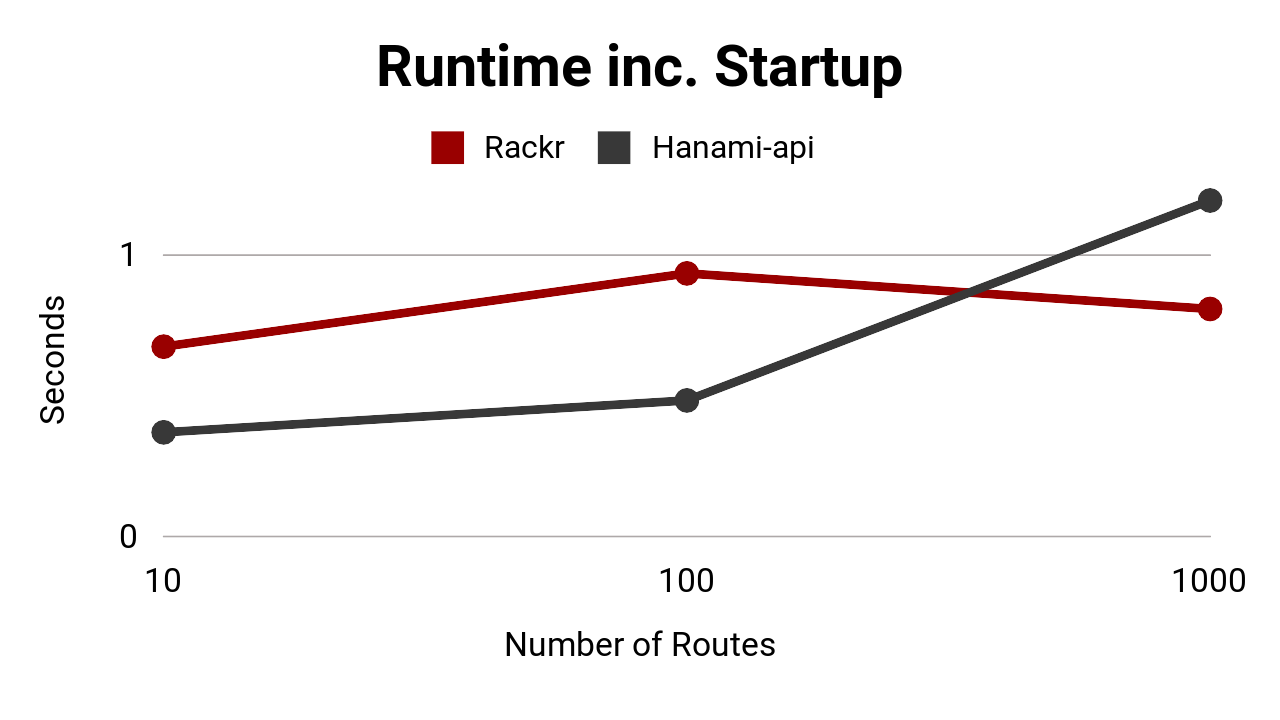 Runtime inc. Startup
Rackr Hanami-api
1
Seconds
0
10 100 1000
Number of Routes